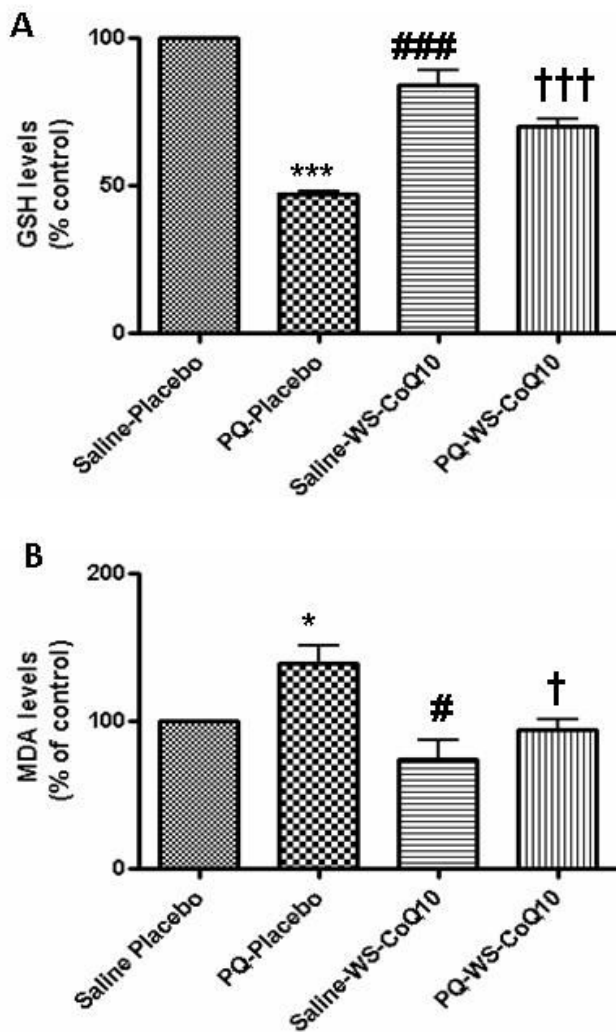 A
GSH levels
(% control)
100
50
0
***
###
†††
Saline-Placebo
PQ-Placebo
Saline-WS-CoQ10
PQ-WS-CoQ10
B
MDA levels
(% of control)
200
100
0
*
#
†
Saline Placebo
PQ-Placebo
Saline-WS-CoQ10
PQ-WS-CoQ10